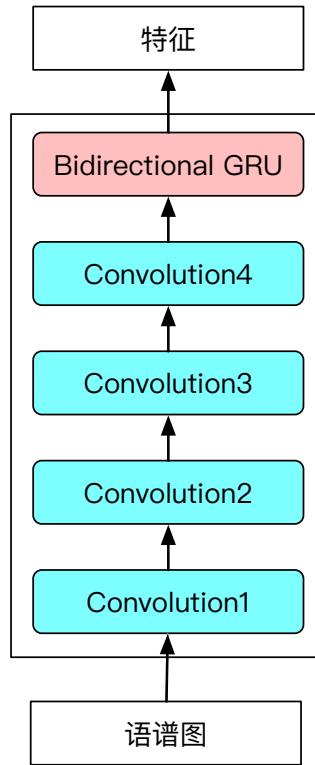 特征
Bidirectional GRU
Convolution4
Convolution3
Convolution2
Convolution1
语谱图